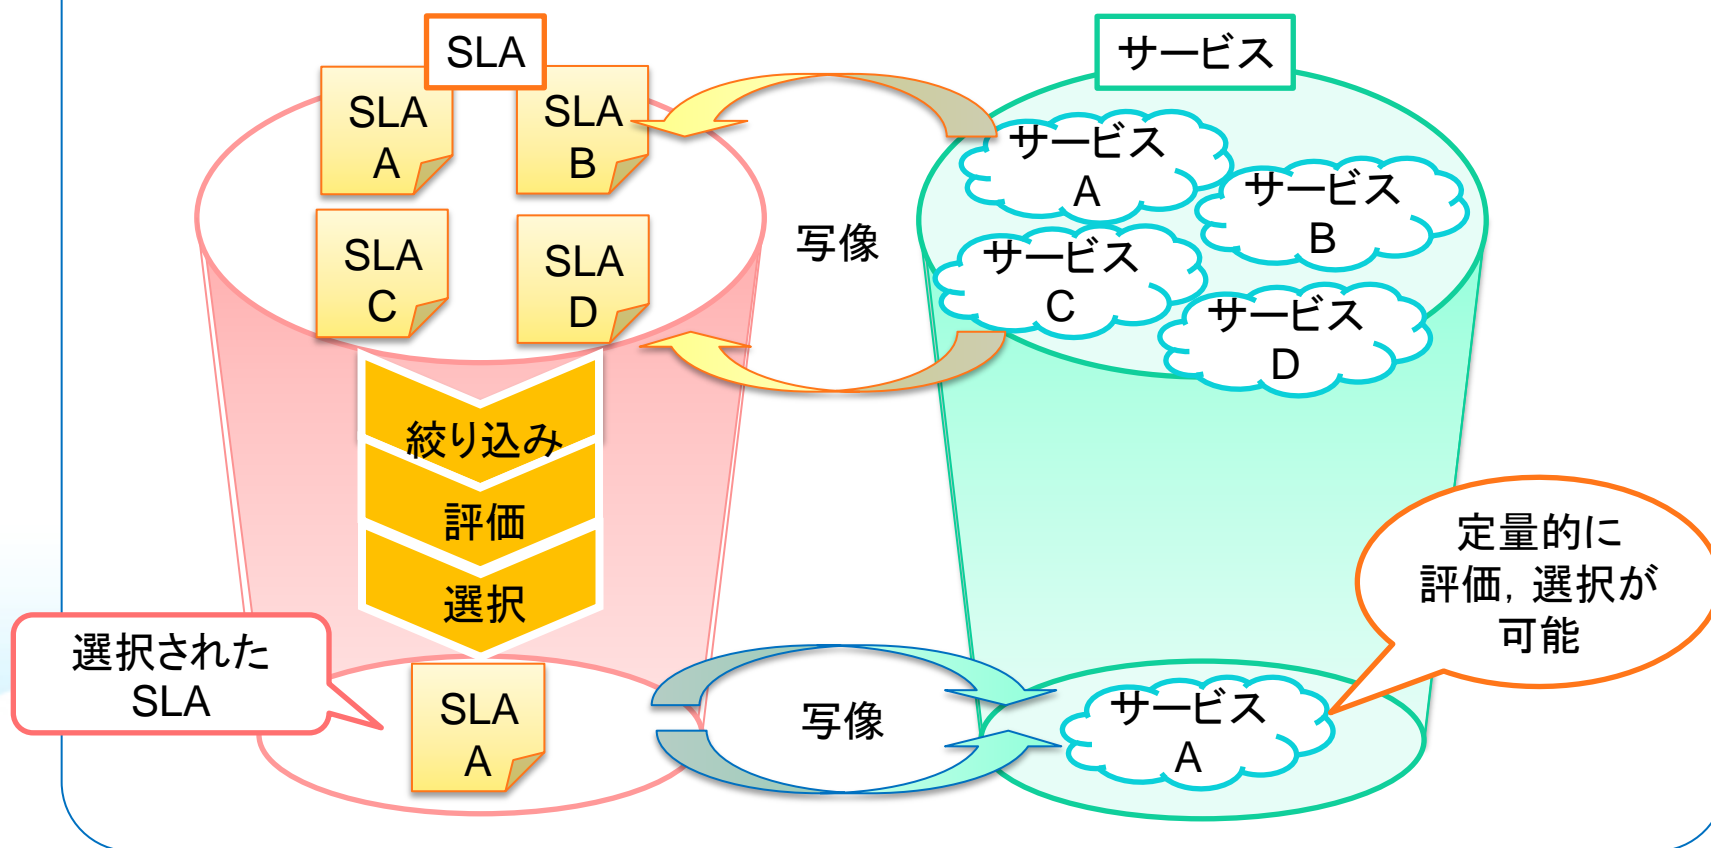 SLA
サービス
SLA
A
SLA
B
SLA
C
SLA
D
写像
サービス
A
サービス
B
サービス
C
サービス
D
絞り込み
評価
選択
定量的に
評価，選択が
可能
選択された
SLA
SLA
A
写像
サービス
A